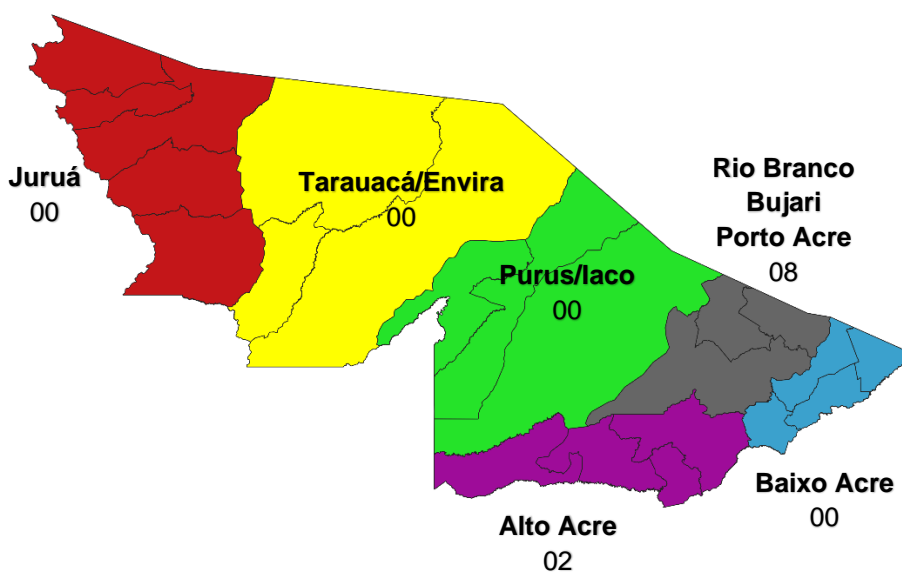 Juruá
00
Tarauacá/Envira
00
Purus/Iaco
00
Rio Branco
Bujari
Porto Acre
08
Alto Acre
02
Baixo Acre
00